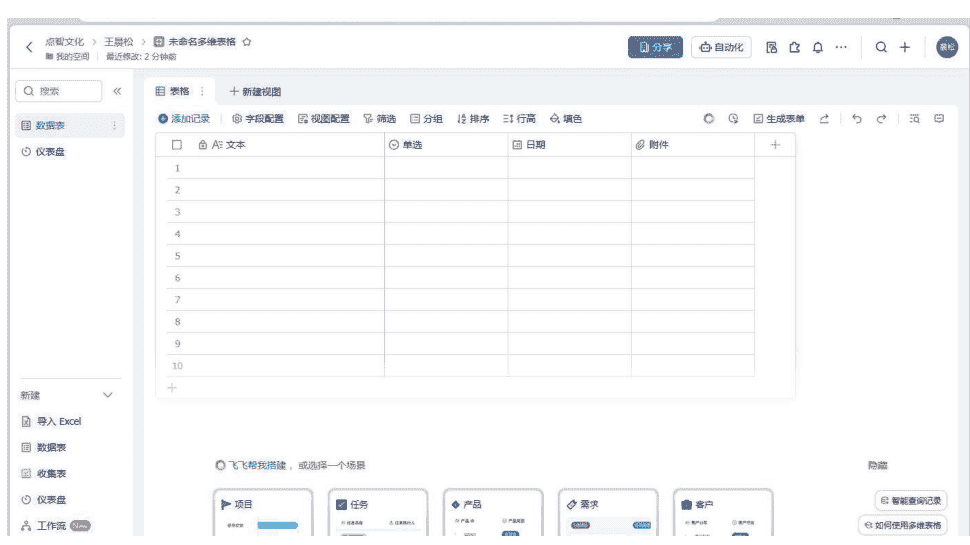 点智文化 > 王晨松 > 未命名多维表格
我的空间 | 最近修改: 2 分钟前
分享
自动化
晨松
搜索
数据表
仪表盘
表格
+ 新建视图
添加记录 字段配置 视图配置 筛选 分组 排序 行高 填色 生成表单
文本 单选 日期 附件
1
2
3
4
5
6
7
8
9
10
新建
导入 Excel
数据表
收集表
仪表盘
工作流 New
飞飞帮我搭建，或选择一个场景
隐藏
项目 任务 产品 需求 客户
智能查询记录
如何使用多维表格